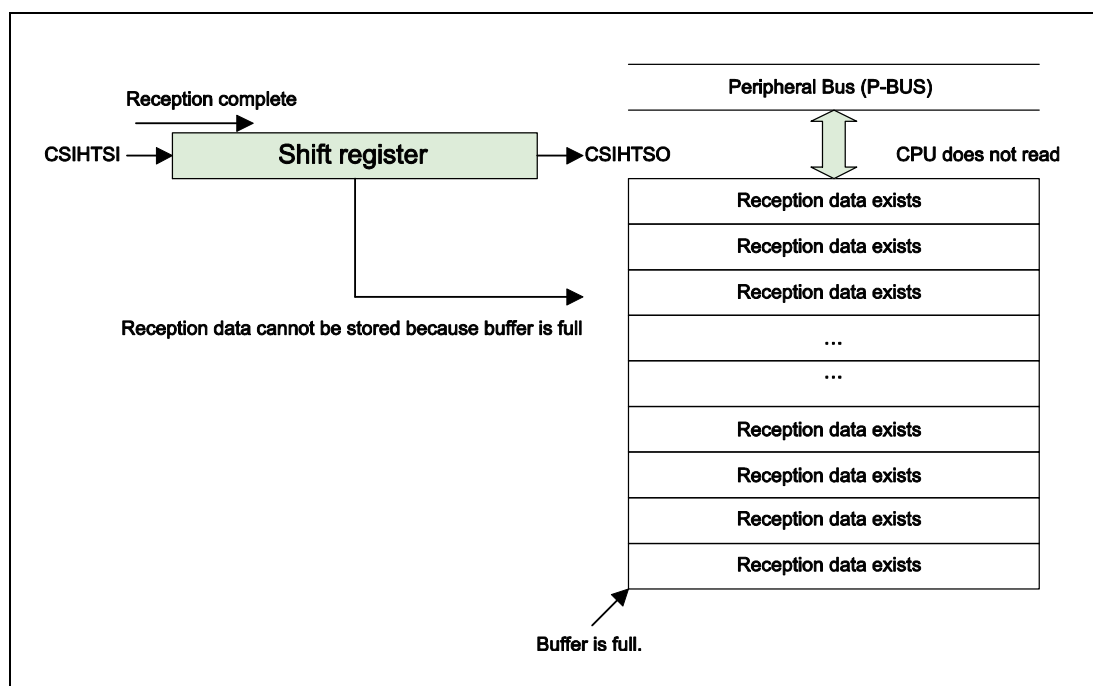 Peripheral Bus (P-BUS)
Reception complete
CSIHTSI
Shift register
CSIHTSO
CPU does not read
Reception data exists
Reception data exists
Reception data exists
Reception data cannot be stored because buffer is full
...
...
Reception data exists
Reception data exists
Reception data exists
Reception data exists
Buffer is full.